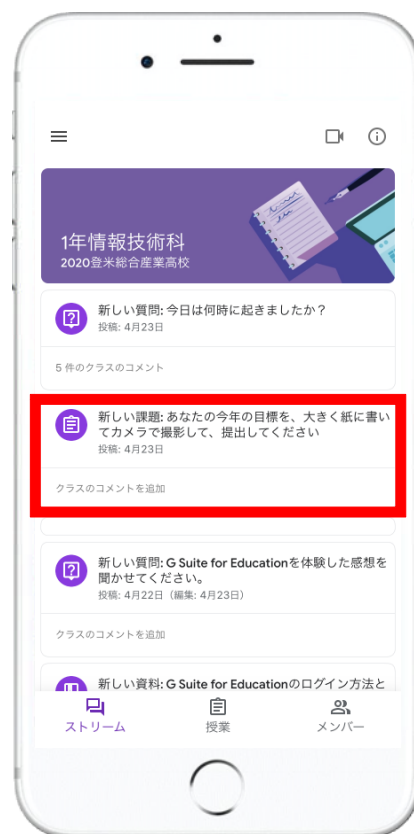 1年情報技術科
2020登米総合産業高校
新しい質問: 今日は何時に起きましたか？
投稿: 4月23日
5 件のクラスのコメント
新しい課題: あなたの今年の目標を、大きく紙に書い
てカメラで撮影して、提出してください
投稿: 4月23日
クラスのコメントを追加
新しい質問: G Suite for Educationを体験した感想を
聞かせてください。
投稿: 4月22日（編集: 4月23日）
クラスのコメントを追加
新しい資料: G Suite for Educationのログイン方法と
ストリーム
授業
メンバー